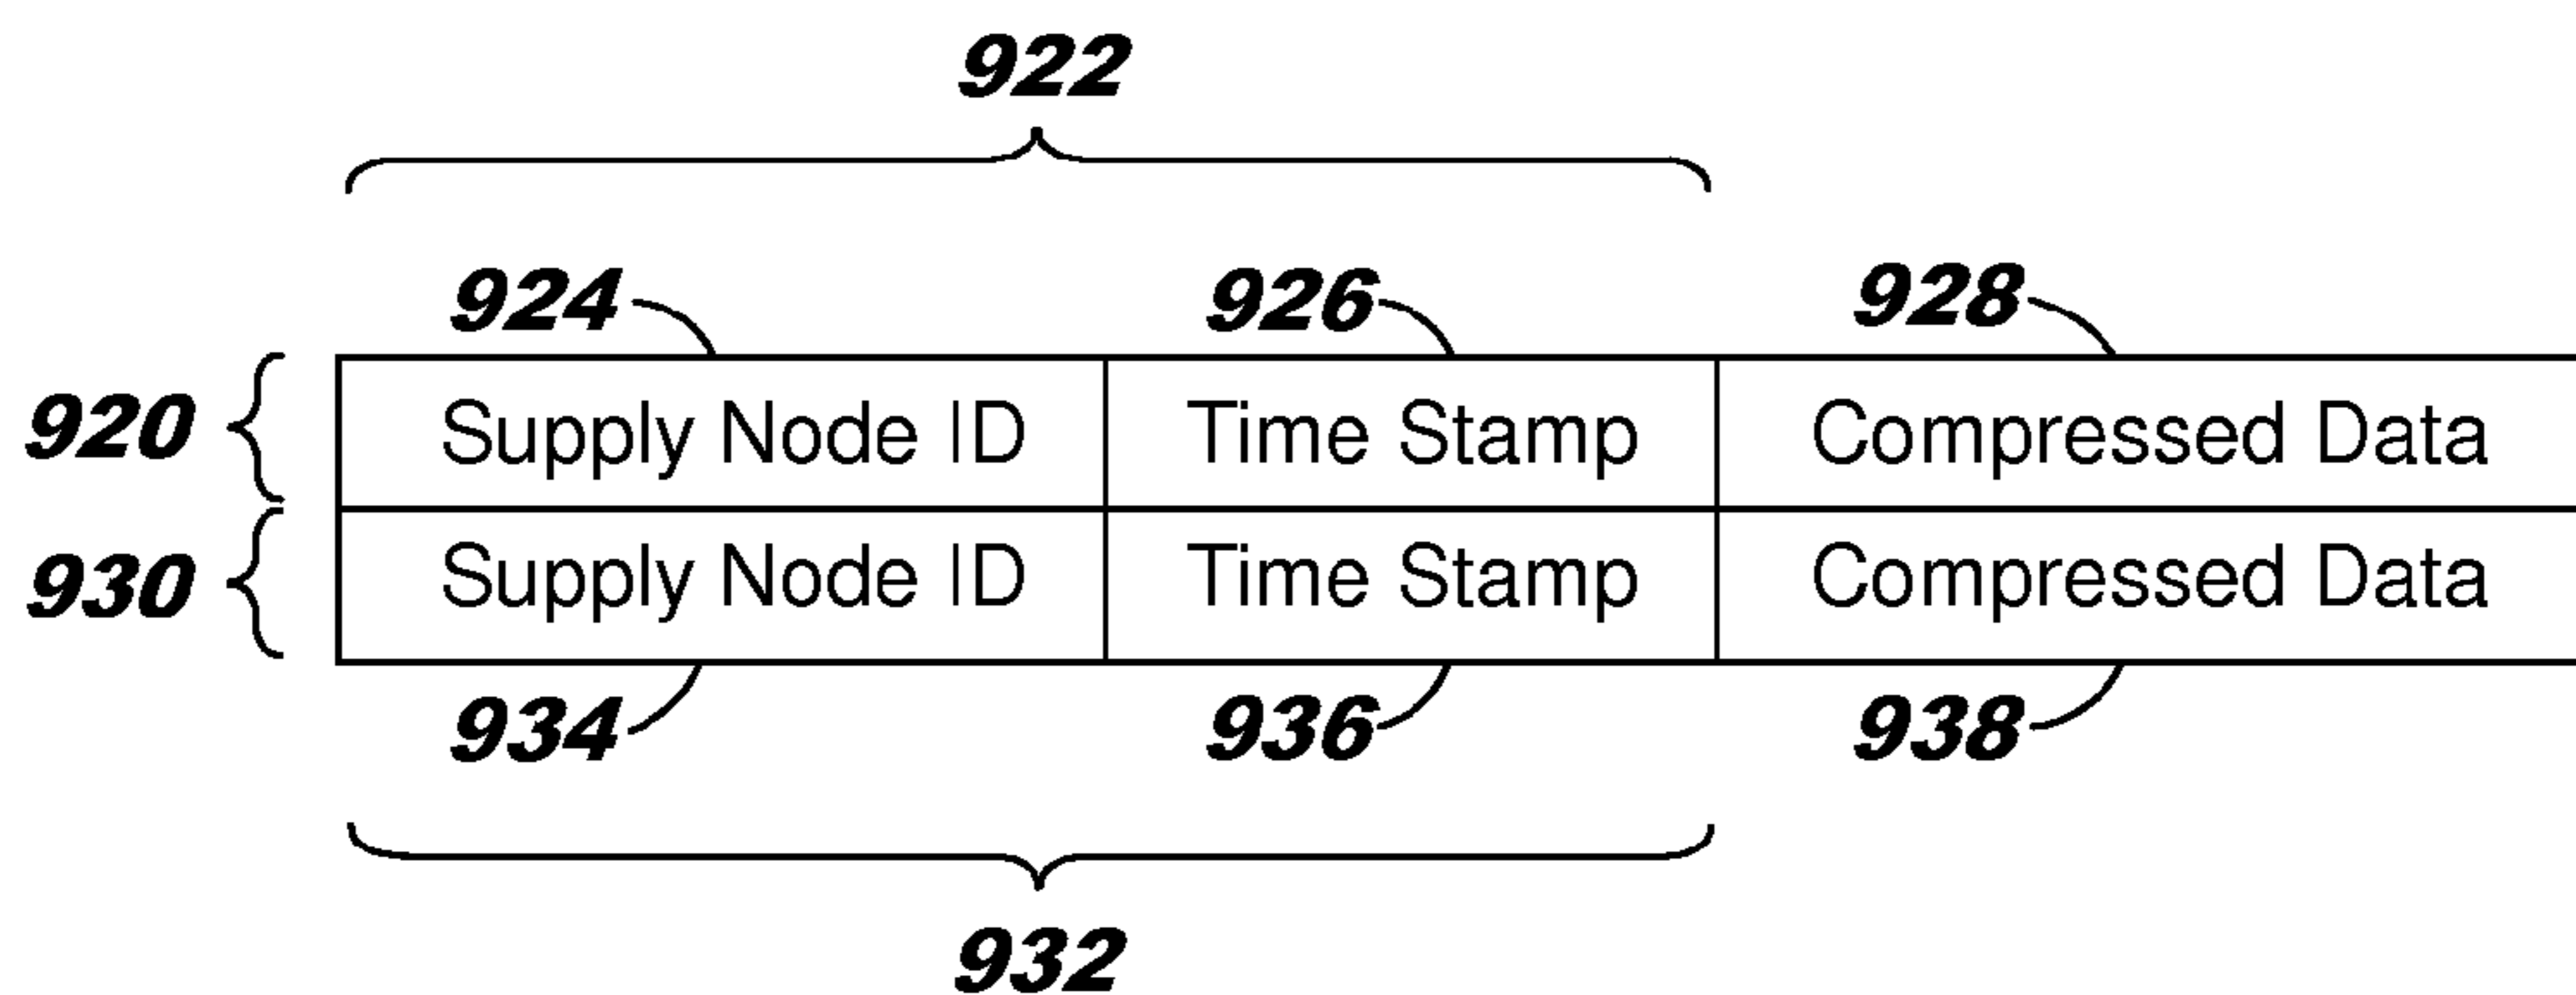 922
924 926 928
920 Supply Node ID Time Stamp Compressed Data
930 Supply Node ID Time Stamp Compressed Data
934 936 938
932